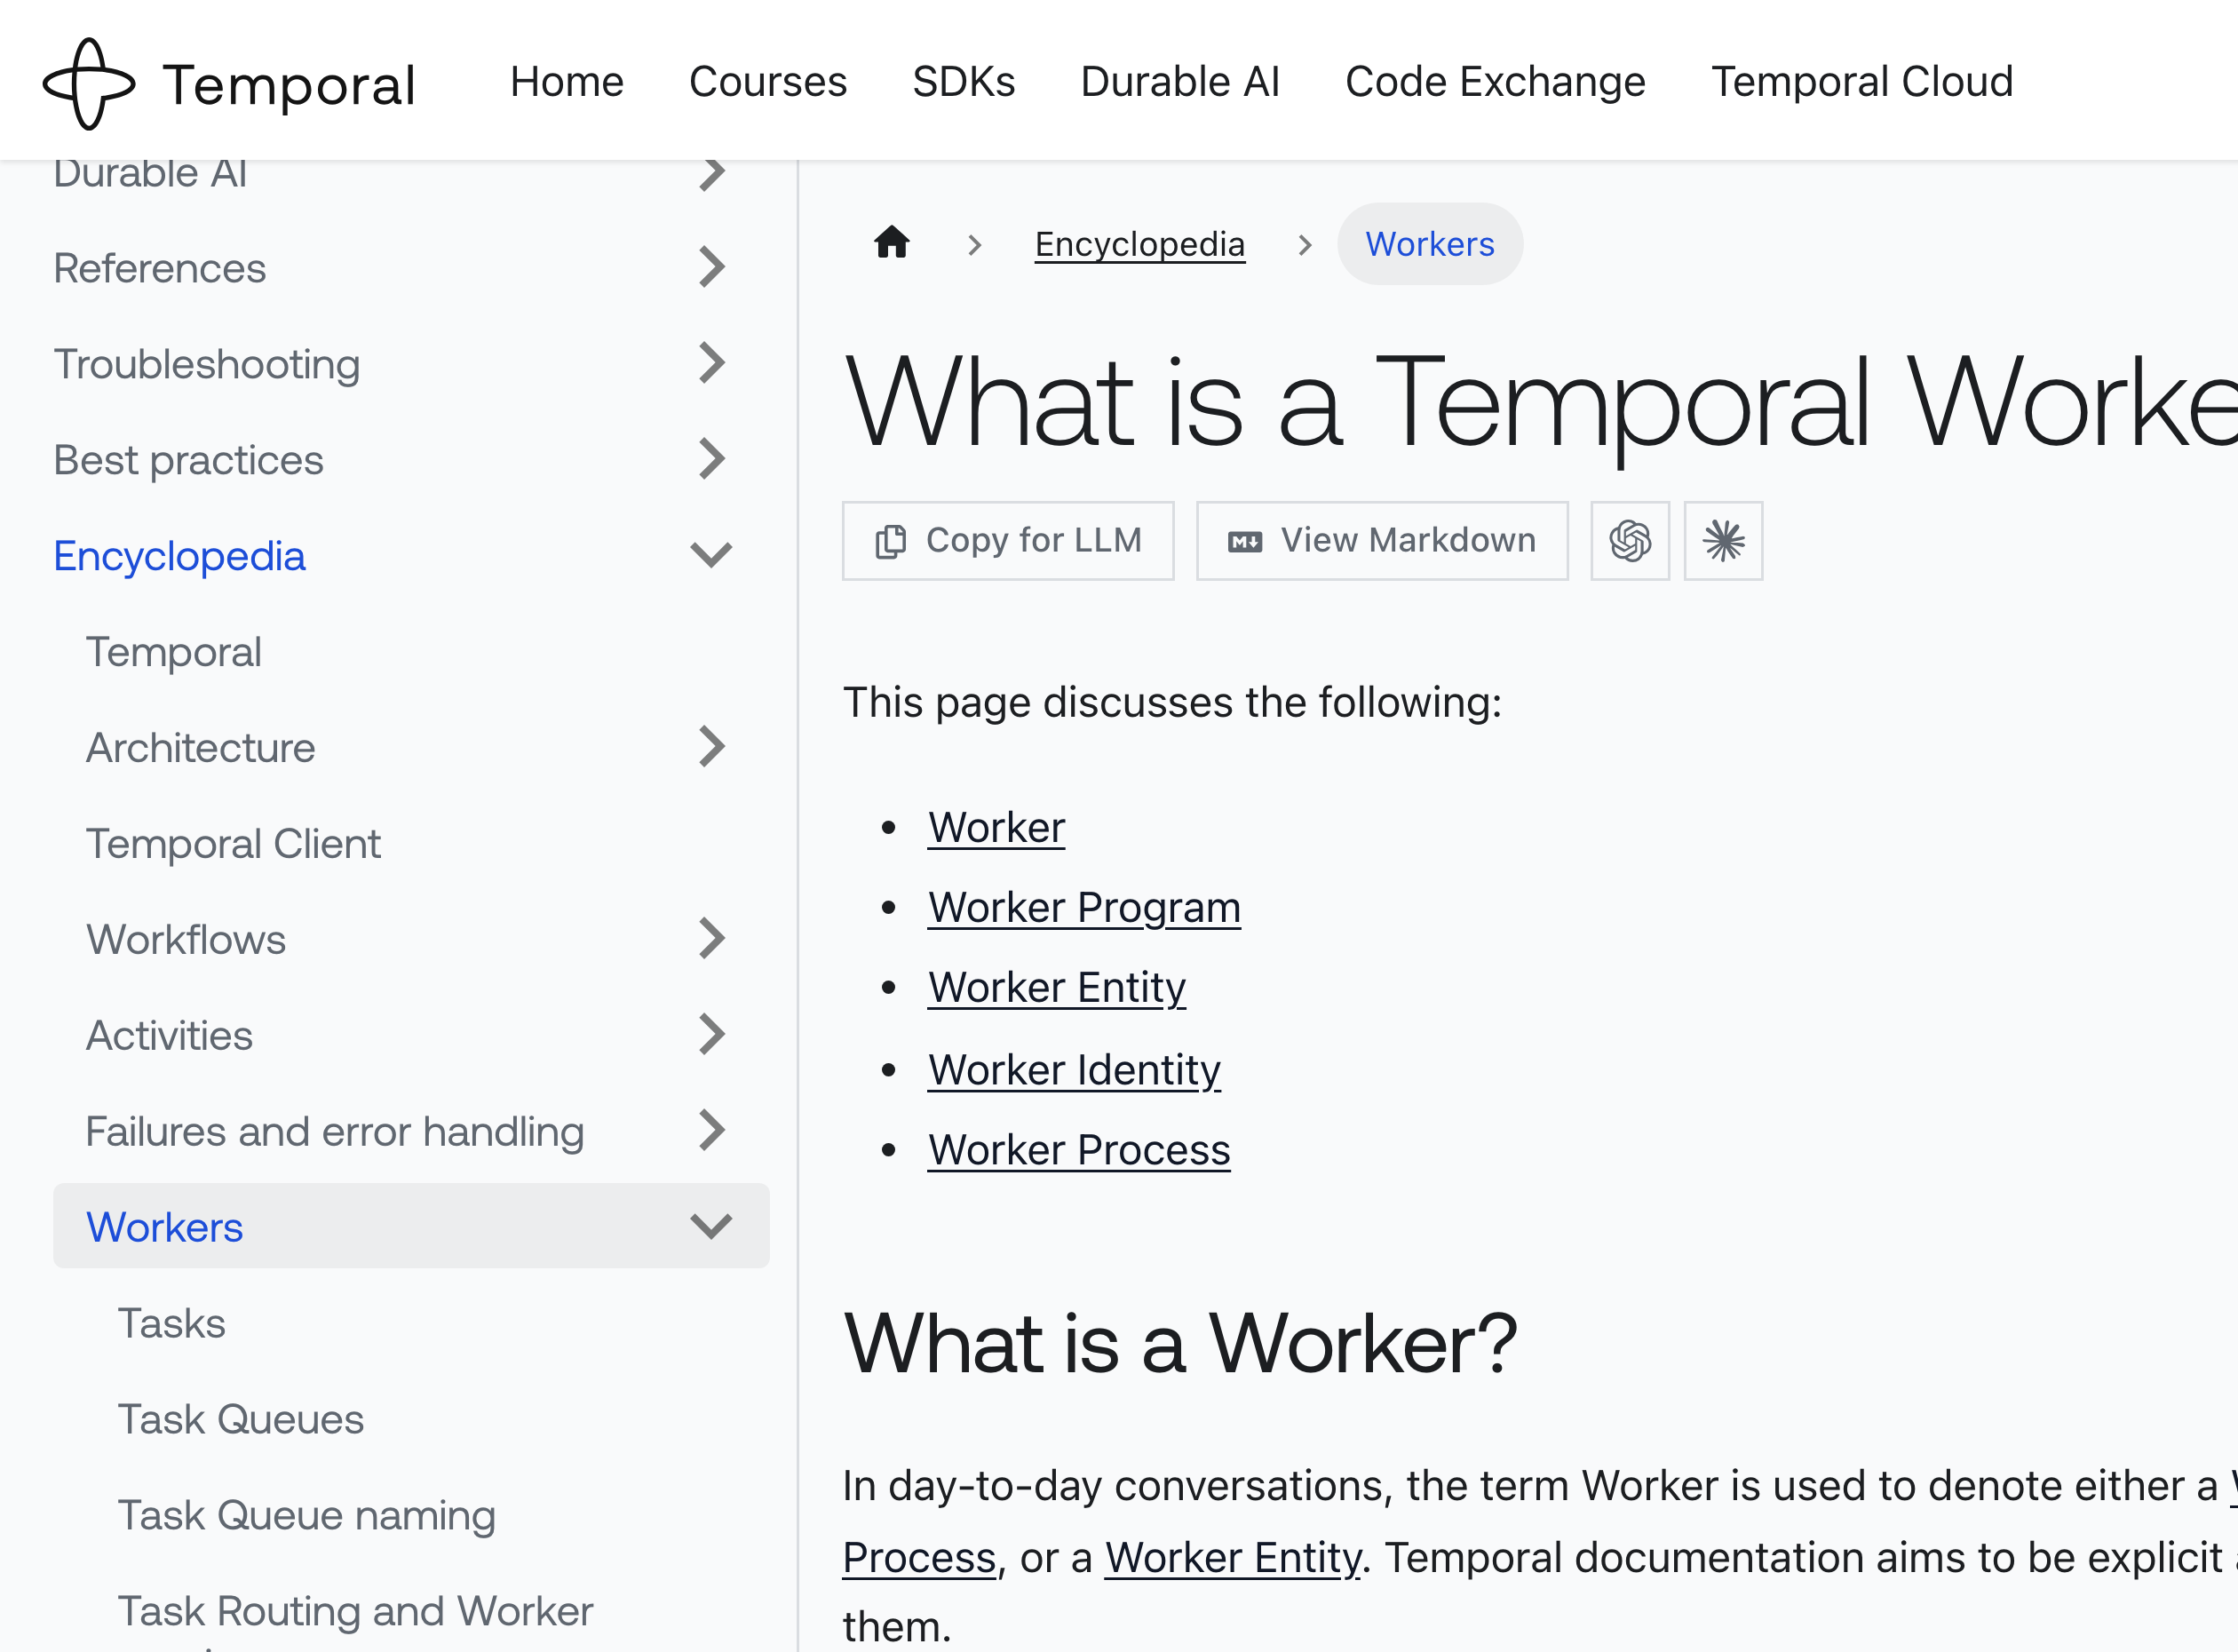 Temporal
Home
Courses
SDKs
Durable AI
Code Exchange
Temporal Cloud
Durable AI
References
Troubleshooting
Best practices
Encyclopedia
Temporal
Architecture
Temporal Client
Workflows
Activities
Failures and error handling
Workers
Tasks
Task Queues
Task Queue naming
Task Routing and Worker
Encyclopedia
Workers
What is a Temporal Worke
Copy for LLM
View Markdown
This page discusses the following:
Worker
Worker Program
Worker Entity
Worker Identity
Worker Process
What is a Worker?
In day-to-day conversations, the term Worker is used to denote either a
Process, or a Worker Entity. Temporal documentation aims to be explicit
them.